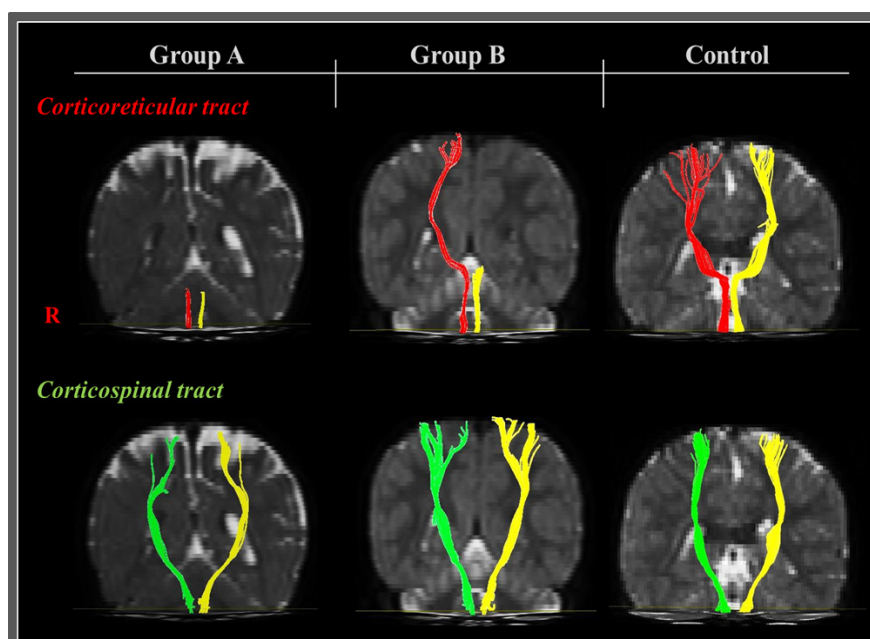 Group A Group B Control
Corticoreticular tract
R
Corticospinal tract